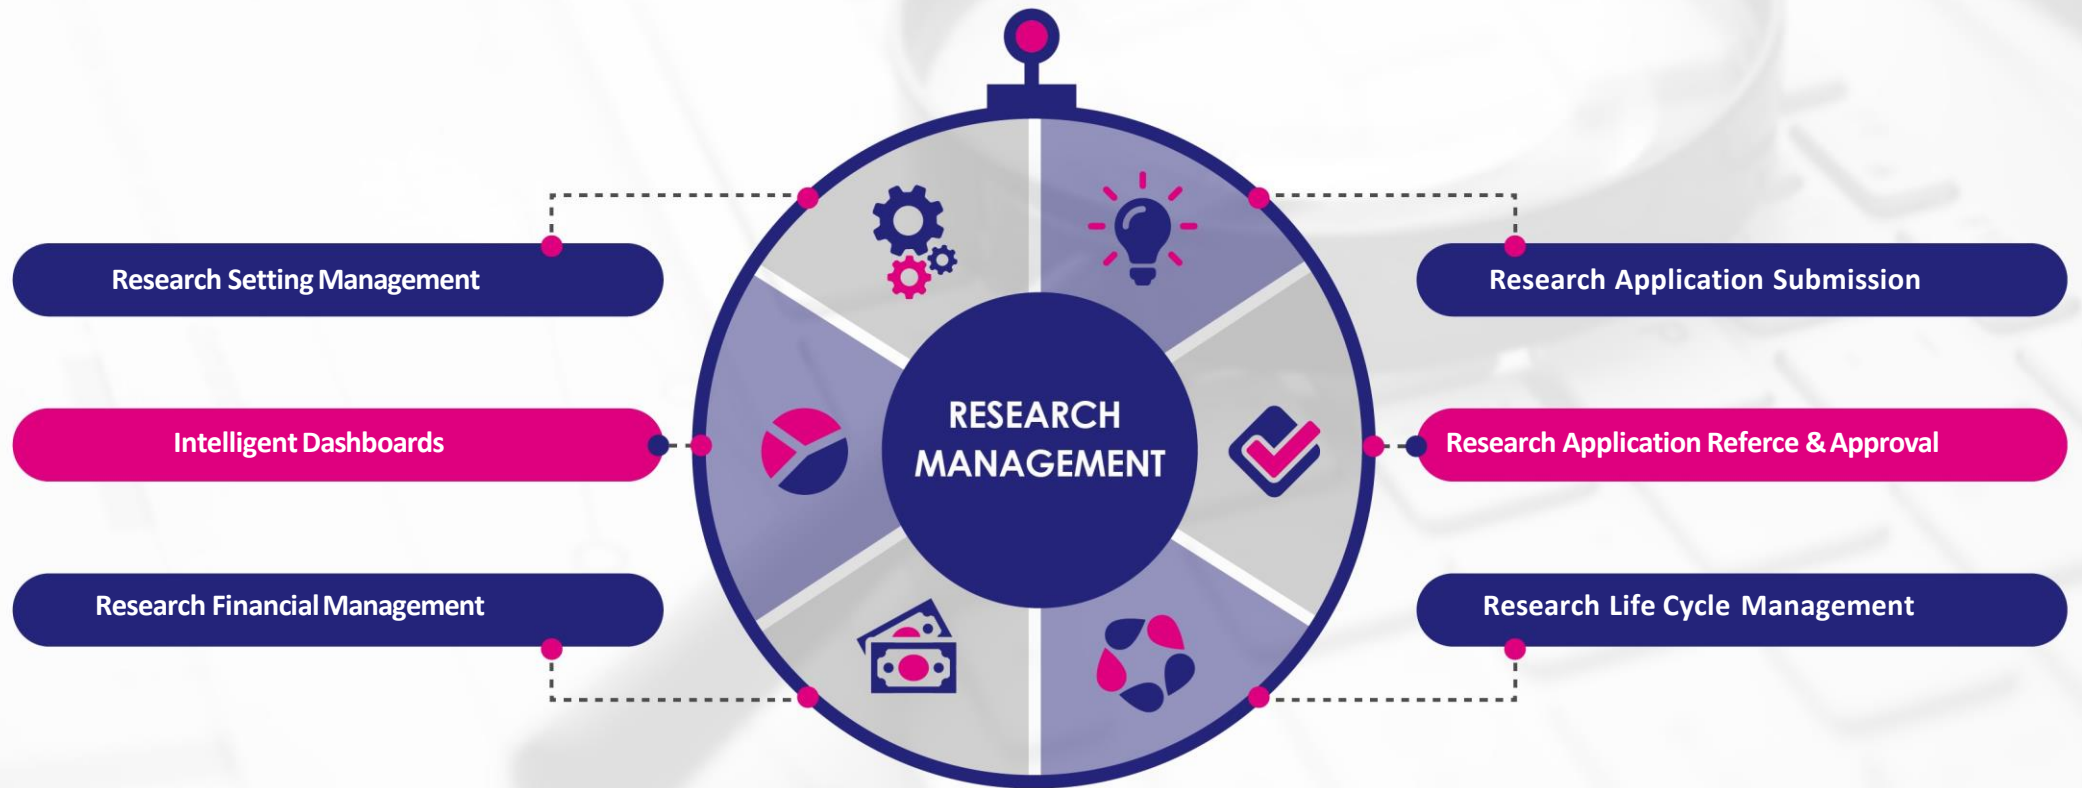 Research Setting Management
Research Application Submission
RESEARCH
MANAGEMENT
Intelligent Dashboards
Research Application Referce & Approval
Research Financial Management
Research Life Cycle Management